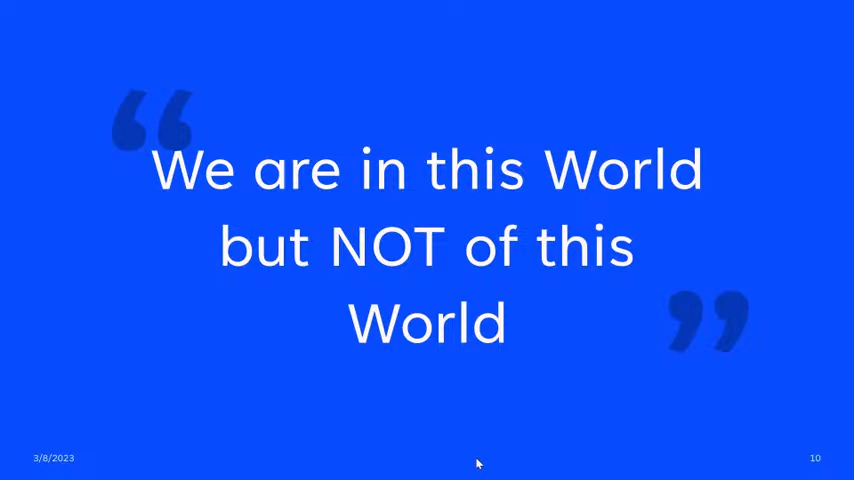 “
We are in this World
but NOT of this
World
”
3/8/2023
10